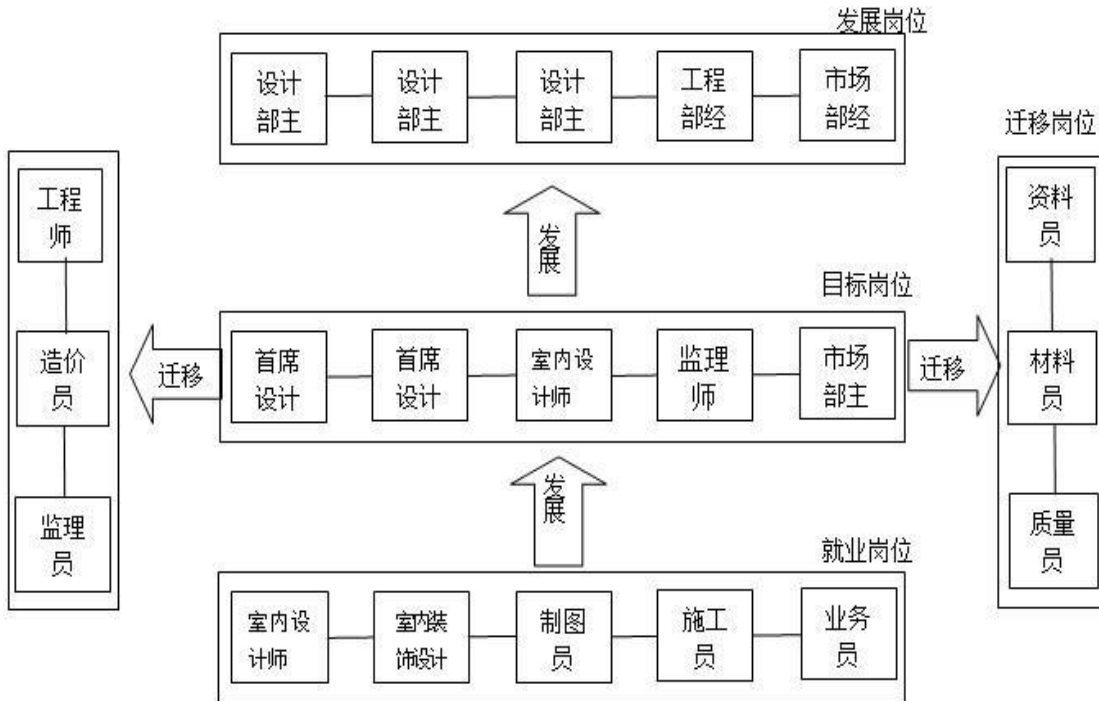 发展岗位
设计
部主
设计
部主
设计
部主
工程
部经
市场
部经
迁移岗位
工程
师
造价
员
监理
员
资料
员
材料
员
质量
员
发
展
目标岗位
迁移
首席
设计
首席
设计
室内设
计师
监理
师
市场
部主
迁移
发
展
就业岗位
室内设
计师
室内装
饰设计
制图
员
施工
员
业务
员